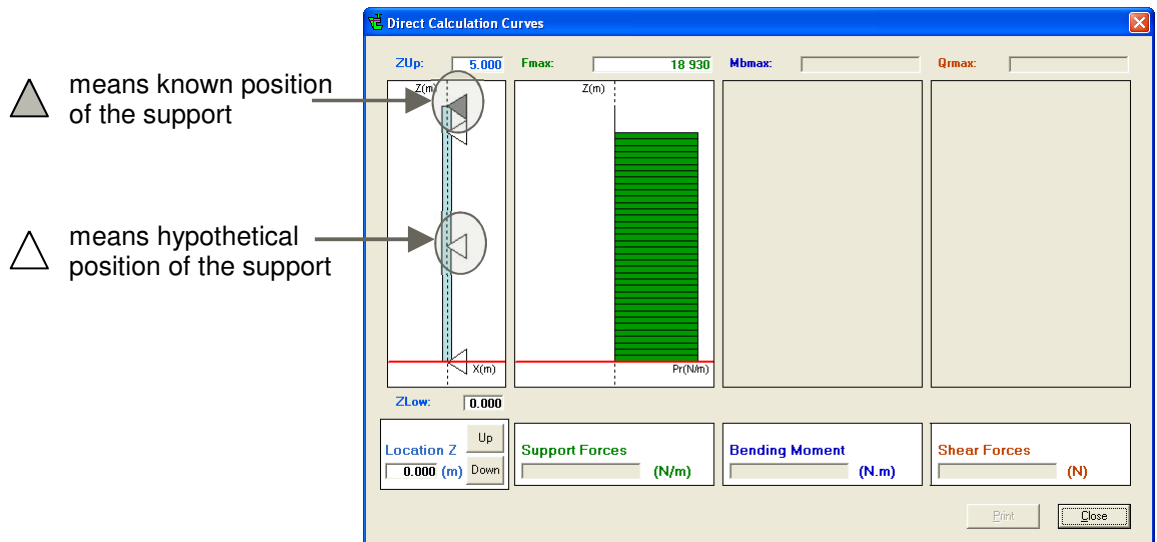 Direct Calculation Curves
ZUp: 5.000 Fmax: 18 930 Mbmax: Qrmax:
means known position
of the support
Z(m) Z(m)
means hypothetical
position of the support
X(m) Pr(N/m)
ZLow: 0.000
Location Z Up
0.000 (m) Down
Support Forces
(N/m)
Bending Moment
(N.m)
Shear Forces
(N)
Print Close